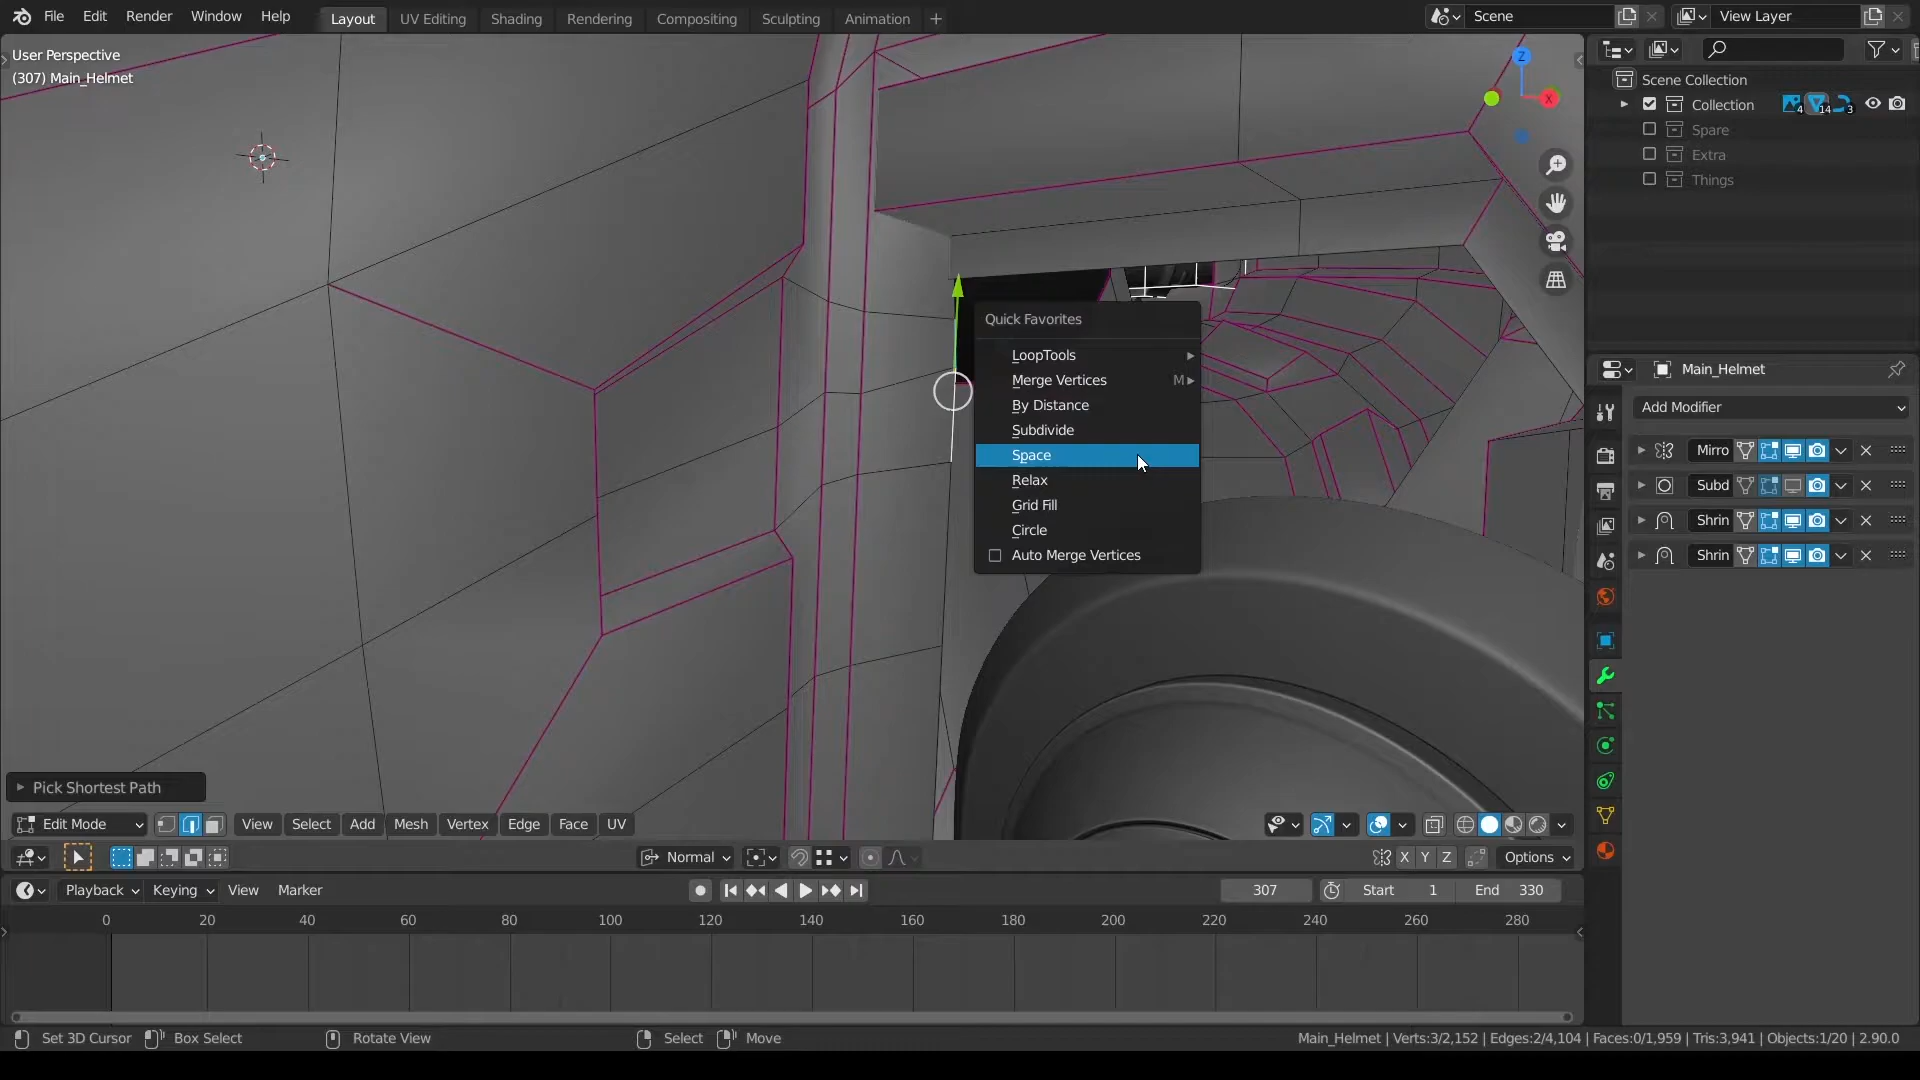 File Edit Render Window Help Layout UV Editing Shading Rendering Compositing Sculpting Animation + Scene View Layer
User Perspective
(307) Main_Helmet
Z
X
Scene Collection
Collection 4 14 3
Spare
Extra
Things
Quick Favorites
LoopTools
Merge Vertices M
By Distance
Subdivide
Space
Relax
Grid Fill
Circle
Auto Merge Vertices
Main_Helmet
Add Modifier
Mirro
Subd
Shrin
Shrin
Pick Shortest Path
Edit Mode View Select Add Mesh Vertex Edge Face UV
Normal X Y Z Options
Playback Keying View Marker 307 Start 1 End 330
0 20 40 60 80 100 120 140 160 180 200 220 240 260 280
Set 3D Cursor Box Select Rotate View Select Move Main_Helmet | Verts:3/2,152 | Edges:2/4,104 | Faces:0/1,959 | Tris:3,941 | Objects:1/20 | 2.90.0